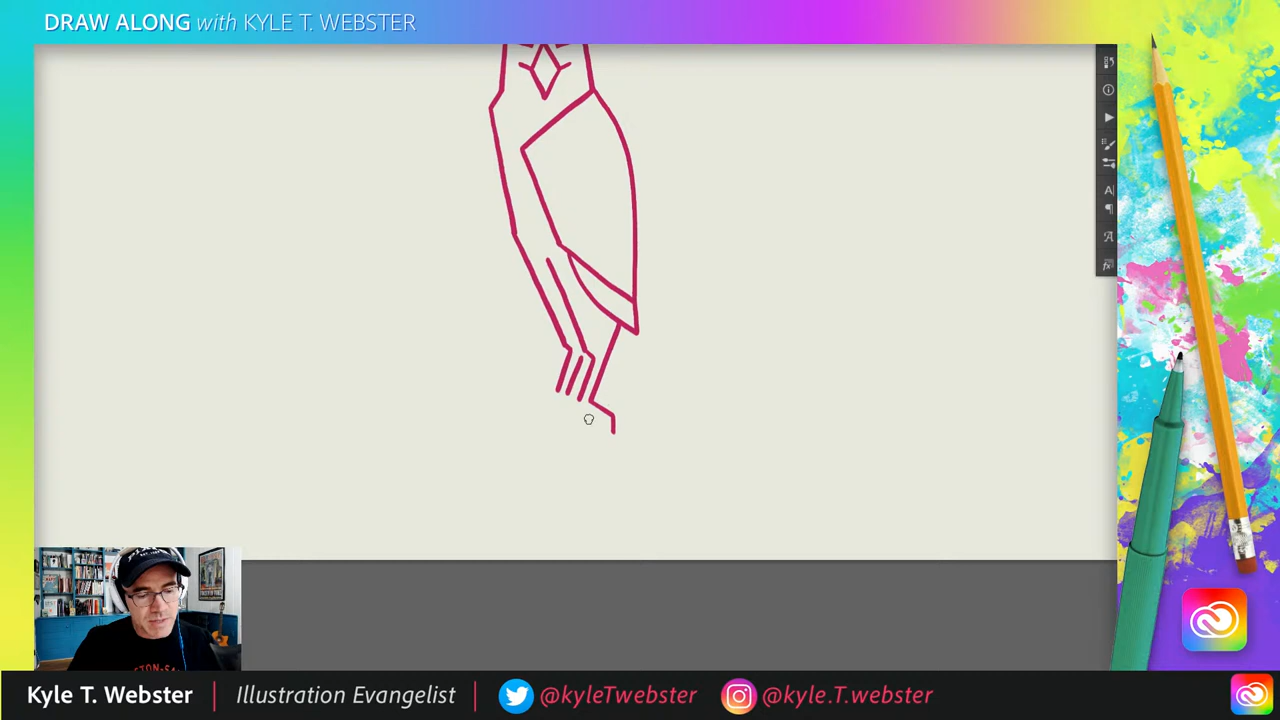 DRAW ALONG with KYLE T. WEBSTER
Kyle T. Webster | Illustration Evangelist | @kyleTwebster @kyle.T.webster